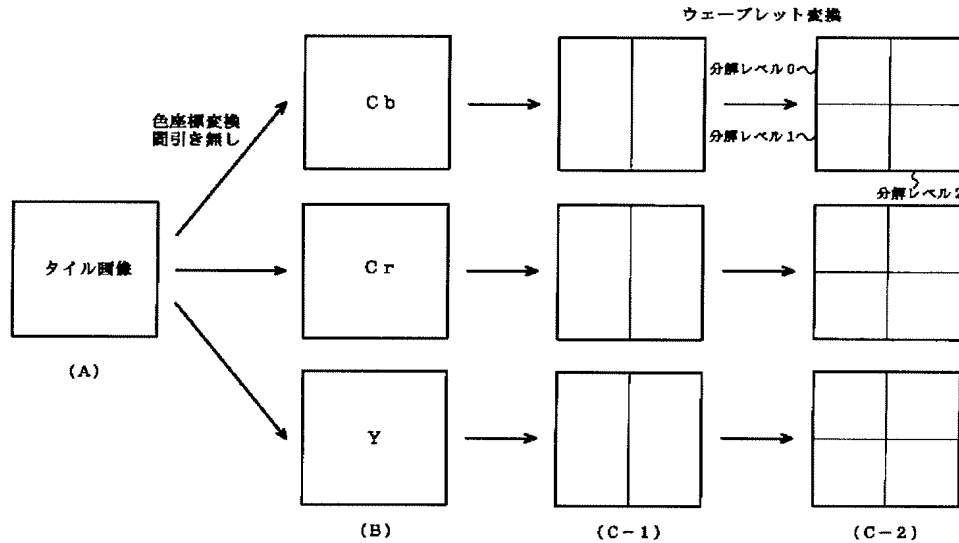 ウェーブレット変換
分解レベル0
分解レベル1
分解レベル2
色座標変換
間引き無し
Cb
タイル画像
Cr
Y
(A)
(B)
(C-1)
(C-2)